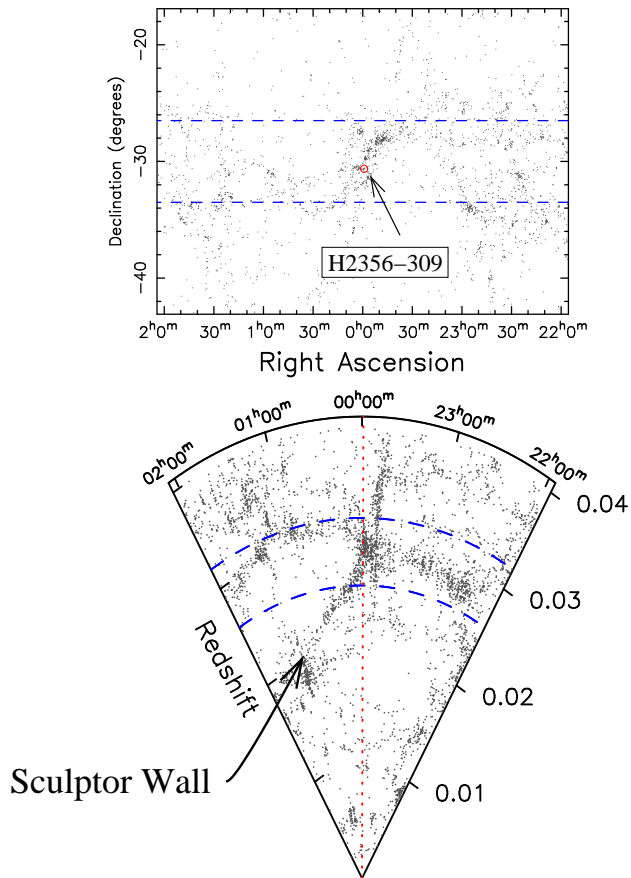 −20
−30
−40
Declination (degrees)
H2356−309
2h0m 30m 1h0m 30m 0h0m 30m 23h0m 30m 22h0m
Right Ascension
02h00m 01h00m 00h00m 23h00m 22h00m
0.04
0.03
0.02
0.01
Redshift
Sculptor Wall